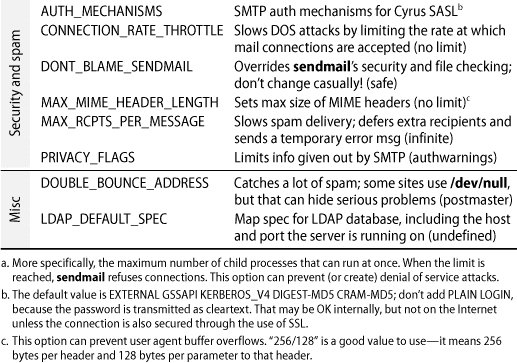 Security and spam
AUTH_MECHANISMS SMTP auth mechanisms for Cyrus SASLb
CONNECTION_RATE_THROTTLE Slows DOS attacks by limiting the rate at which
mail connections are accepted (no limit)
DONT_BLAME_SENDMAIL Overrides sendmail’s security and file checking;
don’t change casually! (safe)
MAX_MIME_HEADER_LENGTH Sets max size of MIME headers (no limit)c
MAX_RCPTS_PER_MESSAGE Slows spam delivery; defers extra recipients and
sends a temporary error msg (infinite)
PRIVACY_FLAGS Limits info given out by SMTP (authwarnings)
Misc
DOUBLE_BOUNCE_ADDRESS Catches a lot of spam; some sites use /dev/null,
but that can hide serious problems (postmaster)
LDAP_DEFAULT_SPEC Map spec for LDAP database, including the host
and port the server is running on (undefined)
a. More specifically, the maximum number of child processes that can run at once. When the limit is
reached, sendmail refuses connections. This option can prevent (or create) denial of service attacks.
b. The default value is EXTERNAL GSSAPI KERBEROS_V4 DIGEST-MD5 CRAM-MD5; don’t add PLAIN LOGIN,
because the password is transmitted as cleartext. That may be OK internally, but not on the Internet
unless the connection is also secured through the use of SSL.
c. This option can prevent user agent buffer overflows. “256/128” is a good value to use—it means 256
bytes per header and 128 bytes per parameter to that header.